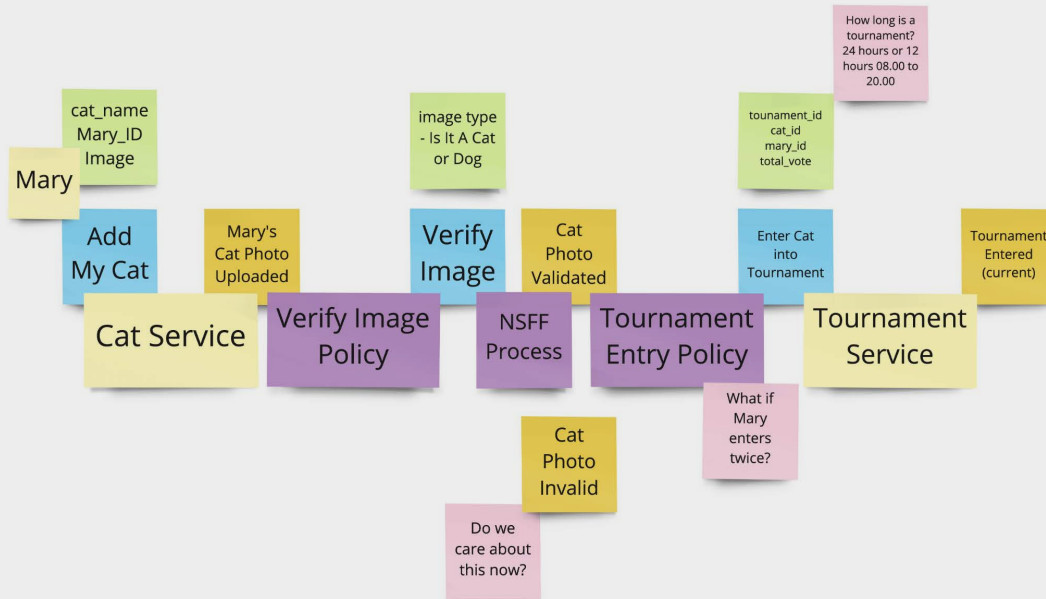 How long is a
tournament?
24 hours or 12
hours 08.00 to
20.00
cat_name
Mary_ID
Image
image type
- Is It A Cat
or Dog
tounament_id
cat_id
mary_id
total_vote
Mary
Add
My Cat
Mary's
Cat Photo
Uploaded
Verify
Image
Cat
Photo
Validated
Enter Cat
into
Tournament
Tournament
Entered
(current)
Cat Service
Verify Image
Policy
NSFF
Process
Tournament
Entry Policy
Tournament
Service
What if
Mary
enters
twice?
Cat
Photo
Invalid
Do we
care about
this now?